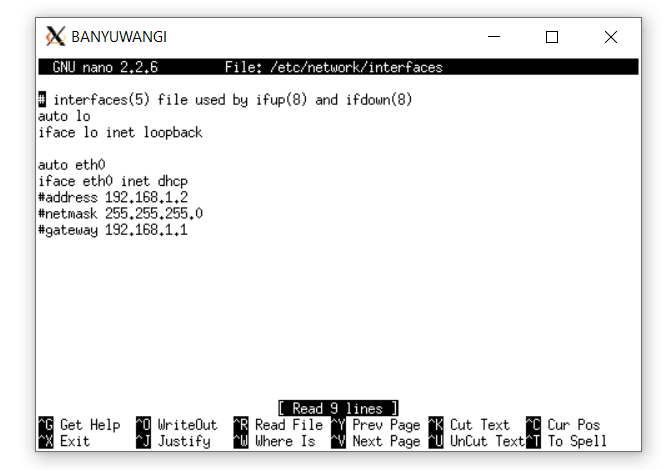 BANYUWANGI
GNU nano 2.2.6 File: /etc/network/interfaces
# interfaces(5) file used by ifup(8) and ifdown(8)
auto lo
iface lo inet loopback
auto eth0
iface eth0 inet dhcp
#address 192.168.1.2
#netmask 255.255.255.0
#gateway 192.168.1.1
[ Read 9 lines ]
^G Get Help ^O WriteOut ^R Read File ^Y Prev Page ^K Cut Text ^C Cur Pos
^X Exit ^J Justify ^W Where Is ^V Next Page ^U UnCut Text ^T To Spell